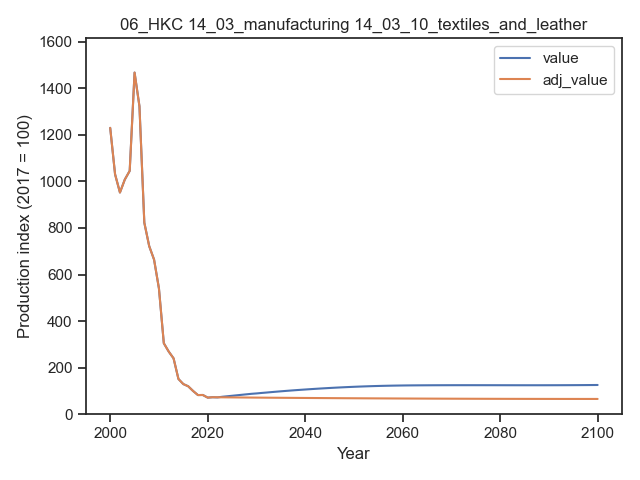 06_HKC 14_03_manufacturing 14_03_10_textiles_and_leather
value
adj_value
Production index (2017 = 100)
1600
1400
1200
1000
800
600
400
200
0
2000 2020 2040 2060 2080 2100
Year